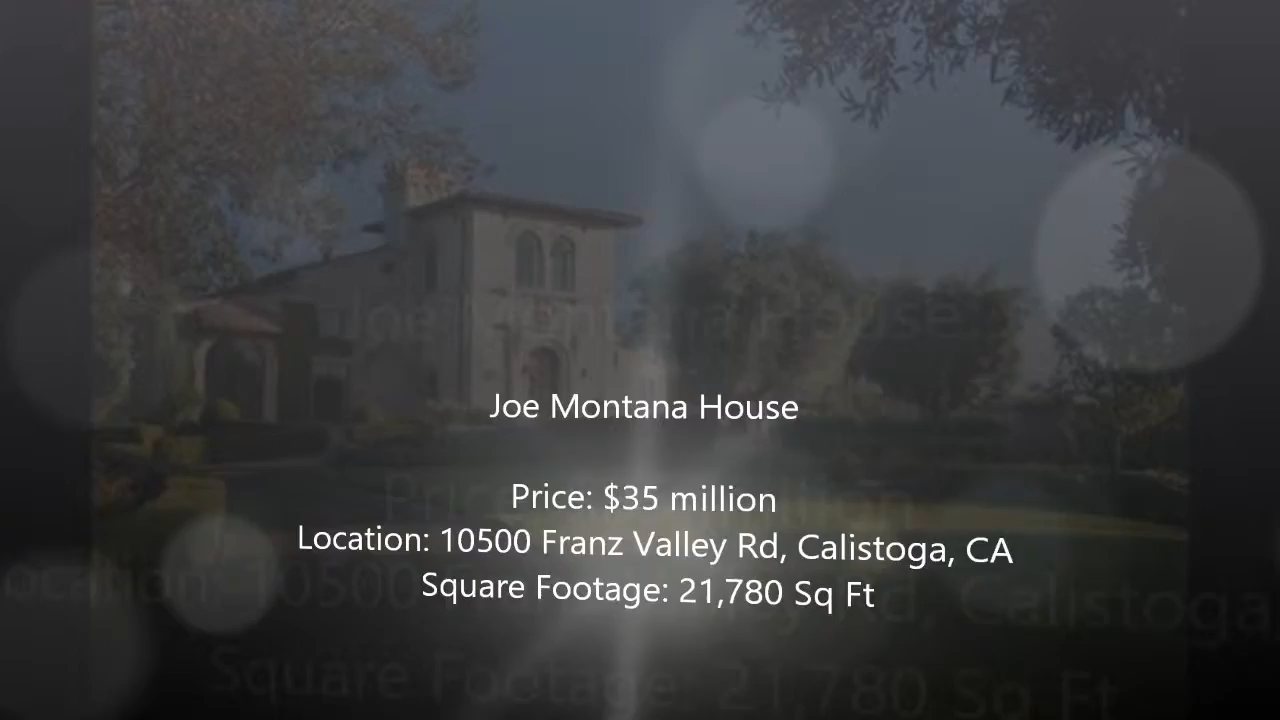 Joe Montana House
Price: $35 million
Location: 10500 Franz Valley Rd, Calistoga, CA
Square Footage: 21,780 Sq Ft